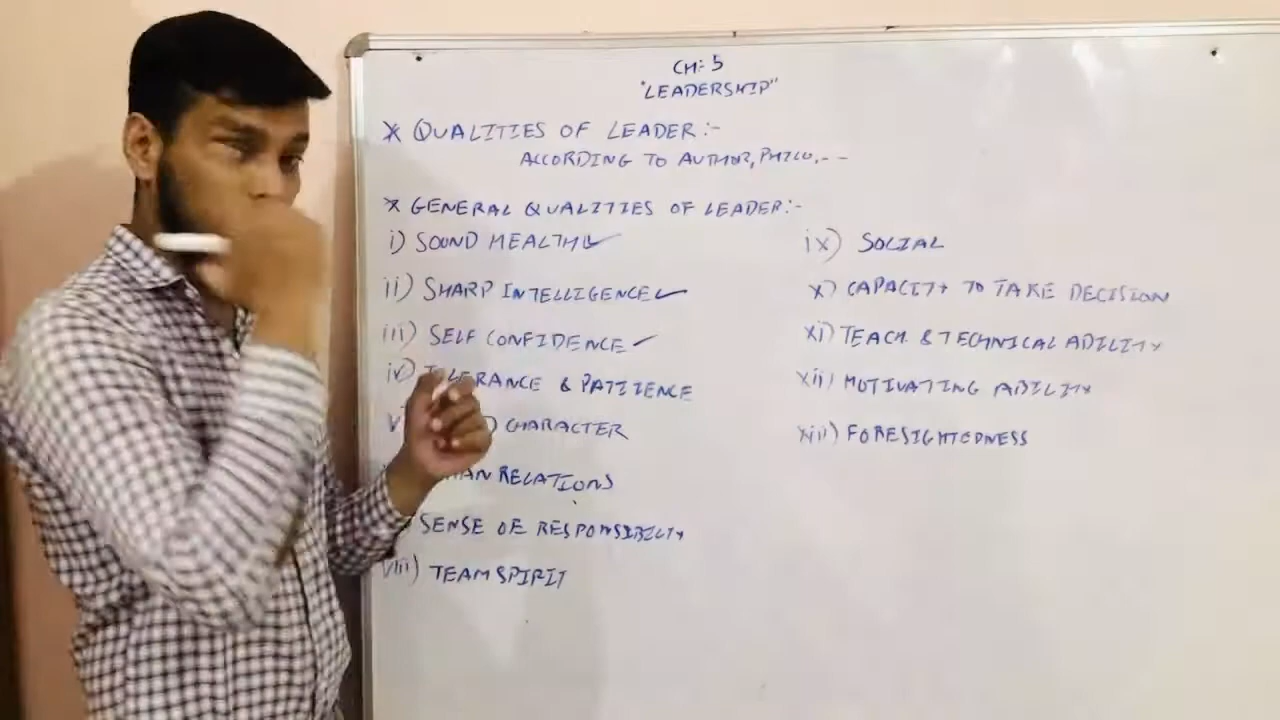 CH: 5
"LEADERSHIP"
* QUALITIES OF LEADER :-
ACCORDING TO AUTHOR, PHILO, - -
* GENERAL QUALITIES OF LEADER :-
i) SOUND HEALTH
ii) SHARP INTELLIGENCE
iii) SELF CONFIDENCE
iv) TOLERANCE & PATIENCE
CHARACTER
RELATIONS
SENSE OF RESPONSIBILITY
viii) TEAM SPIRIT
ix) SOCIAL
x) CAPACITY TO TAKE DECISION
xi) TEACH & TECHNICAL ABILITY
xii) MOTIVATING ABILITY
xiii) FORESIGHTEDNESS